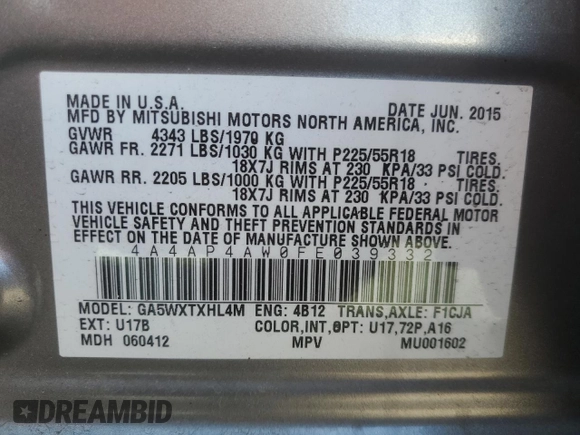 MADE IN U.S.A. DATE JUN. 2015
MFD BY MITSUBISHI MOTORS NORTH AMERICA, INC.
GVWR 4343 LBS/1970 KG
GAWR FR. 2271 LBS/1030 KG WITH P225/55R18 TIRES.
18X7J RIMS AT 230 KPA/33 PSI COLD.
GAWR RR. 2205 LBS/1000 KG WITH P225/55R18 TIRES.
18X7J RIMS AT 230 KPA/33 PSI COLD.
THIS VEHICLE CONFORMS TO ALL APPLICABLE FEDERAL MOTOR
VEHICLE SAFETY AND THEFT PREVENTION STANDARDS IN
EFFECT ON THE DATE OF MANUFACTURE SHOWN ABOVE.
4A4AP4AW0FE039332
MODEL: GA5WXTXHL4M ENG: 4B12 TRANS,AXLE: F1CJA
EXT: U17B COLOR,INT,OPT: U17,72P,A16
MDH 060412 MPV MU001602
DREAMBID